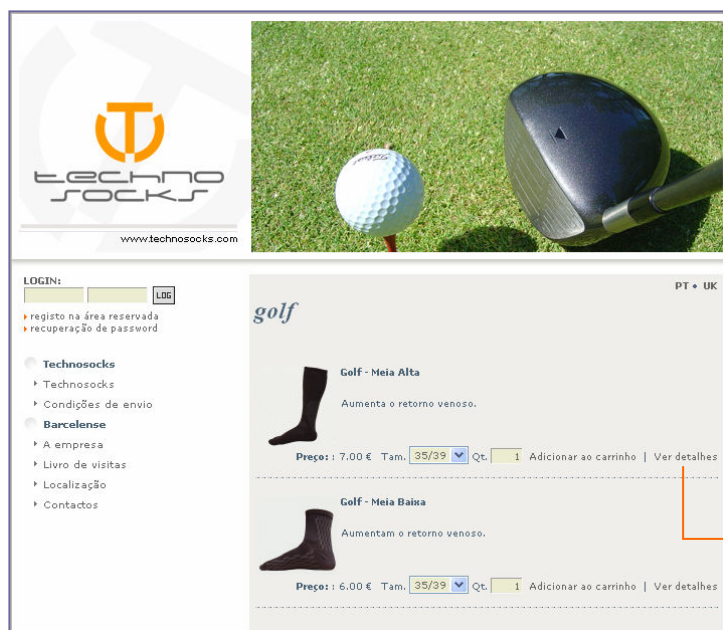 techno
socks
www.technosocks.com
LOGIN:
LOG
registo na área reservada
recuperação de password
Technosocks
Technosocks
Condições de envio
Barcelense
A empresa
Livro de visitas
Localização
Contactos
PT • UK
golf
Golf - Meia Alta
Aumenta o retorno venoso.
Preço: : 7.00 € Tam. 35/39 Qt. 1 Adicionar ao carrinho | Ver detalhes
Golf - Meia Baixa
Aumentam o retorno venoso.
Preço: : 6.00 € Tam. 35/39 Qt. 1 Adicionar ao carrinho | Ver detalhes